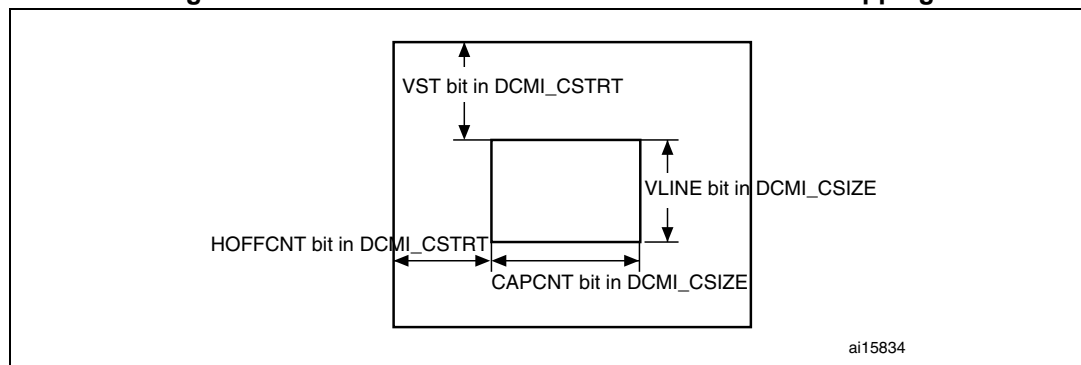 VST bit in DCMI_CSTRT
VLINE bit in DCMI_CSIZE
HOFFCNT bit in DCMI_CSTRT
CAPCNT bit in DCMI_CSIZE
ai15834